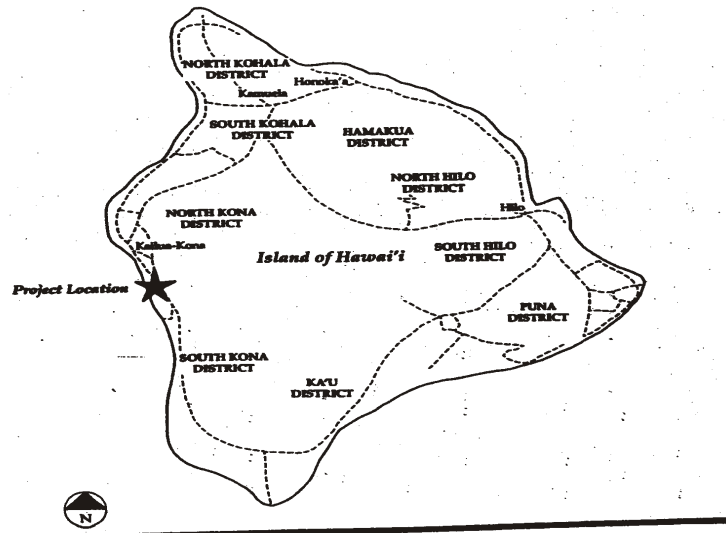 NORTH KOHALA
DISTRICT
Honoka'a
Kamuela
SOUTH KOHALA
DISTRICT
HAMAKUA
DISTRICT
NORTH HILO
DISTRICT
Hilo
NORTH KONA
DISTRICT
Kailua-Kona
Island of Hawai'i
SOUTH HILO
DISTRICT
Project Location
PUNA
DISTRICT
SOUTH KONA
DISTRICT
KA'U
DISTRICT
N